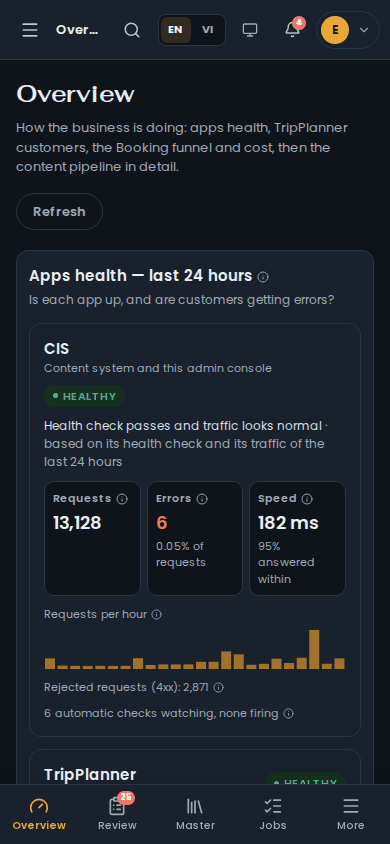 Over...
EN
VI
4
E
Overview
How the business is doing: apps health, TripPlanner
customers, the Booking funnel and cost, then the
content pipeline in detail.
Refresh
Apps health — last 24 hours
Is each app up, and are customers getting errors?
CIS
Content system and this admin console
HEALTHY
Health check passes and traffic looks normal ·
based on its health check and its traffic of the
last 24 hours
Requests
Errors
Speed
13,128
6
182 ms
0.05% of
requests
95%
answered
within
Requests per hour
Rejected requests (4xx): 2,871
6 automatic checks watching, none firing
TripPlanner
HEALTHY
26
Overview
Review
Master
Jobs
More